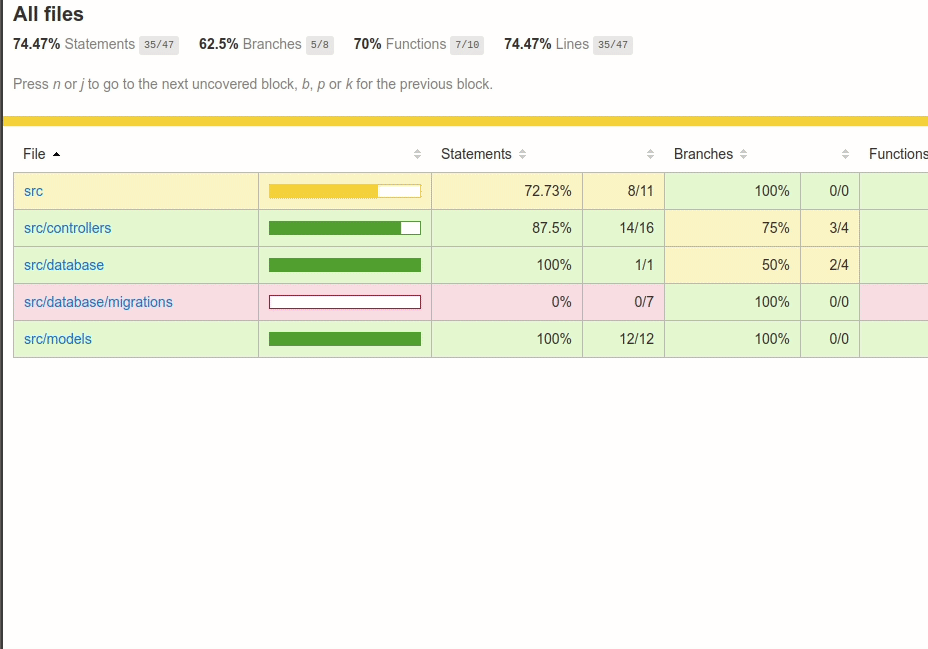 All files
74.47% Statements 35/47 62.5% Branches 5/8 70% Functions 7/10 74.47% Lines 35/47
Press n or j to go to the next uncovered block, b, p or k for the previous block.
File Statements Branches Functions
src 72.73% 8/11 100% 0/0
src/controllers 87.5% 14/16 75% 3/4
src/database 100% 1/1 50% 2/4
src/database/migrations 0% 0/7 100% 0/0
src/models 100% 12/12 100% 0/0